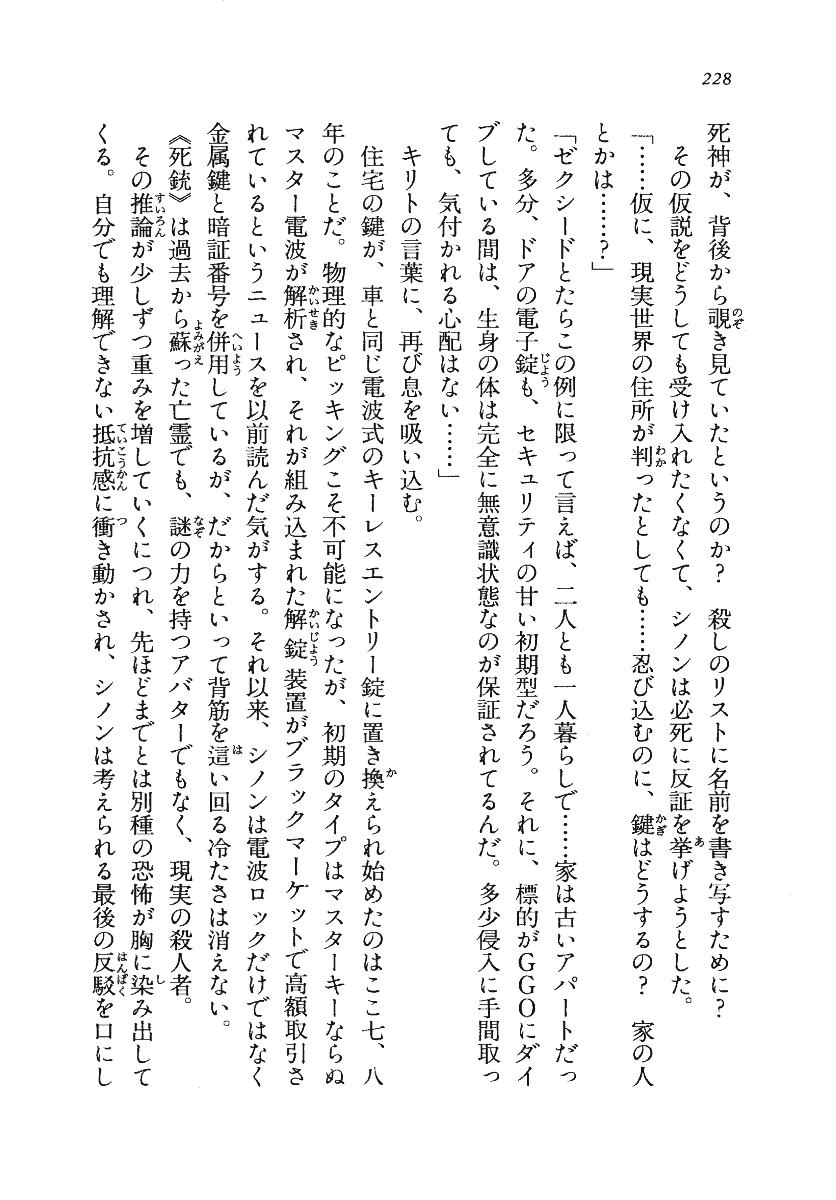 228
死神が、背後から覗き見ていたというのか？　殺しのリストに名前を書き写すために？
　その仮説をどうしても受け入れたくなくて、シノンは必死に反証を挙げようとした。
「……仮に、現実世界の住所が判ったとしても……忍び込むのに、鍵はどうするの？　家の人
とかは……？」
「ゼクシードとたらこの例に限って言えば、二人とも一人暮らしで……家は古いアパートだっ
た。多分、ドアの電子錠も、セキュリティの甘い初期型だろう。それに、標的がＧＧＯにダイ
ブしている間は、生身の体は完全に無意識状態なのが保証されてるんだ。多少侵入に手間取っ
ても、気付かれる心配はない……」
　キリトの言葉に、再び息を吸い込む。
　住宅の鍵が、車と同じ電波式のキーレスエントリー錠に置き換えられ始めたのはここ七、八
年のことだ。物理的なピッキングこそ不可能になったが、初期のタイプはマスターキーならぬ
マスター電波が解析され、それが組み込まれた解錠装置がブラックマーケットで高額取引さ
れているというニュースを以前読んだ気がする。それ以来、シノンは電波ロックだけではなく
金属鍵と暗証番号を併用しているが、だからといって背筋を這い回る冷たさは消えない。
《死銃》は過去から蘇った亡霊でも、謎の力を持つアバターでもなく、現実の殺人者。
　その推論が少しずつ重みを増していくにつれ、先ほどまでとは別種の恐怖が胸に染み出して
くる。自分でも理解できない抵抗感に衝き動かされ、シノンは考えられる最後の反駁を口にし